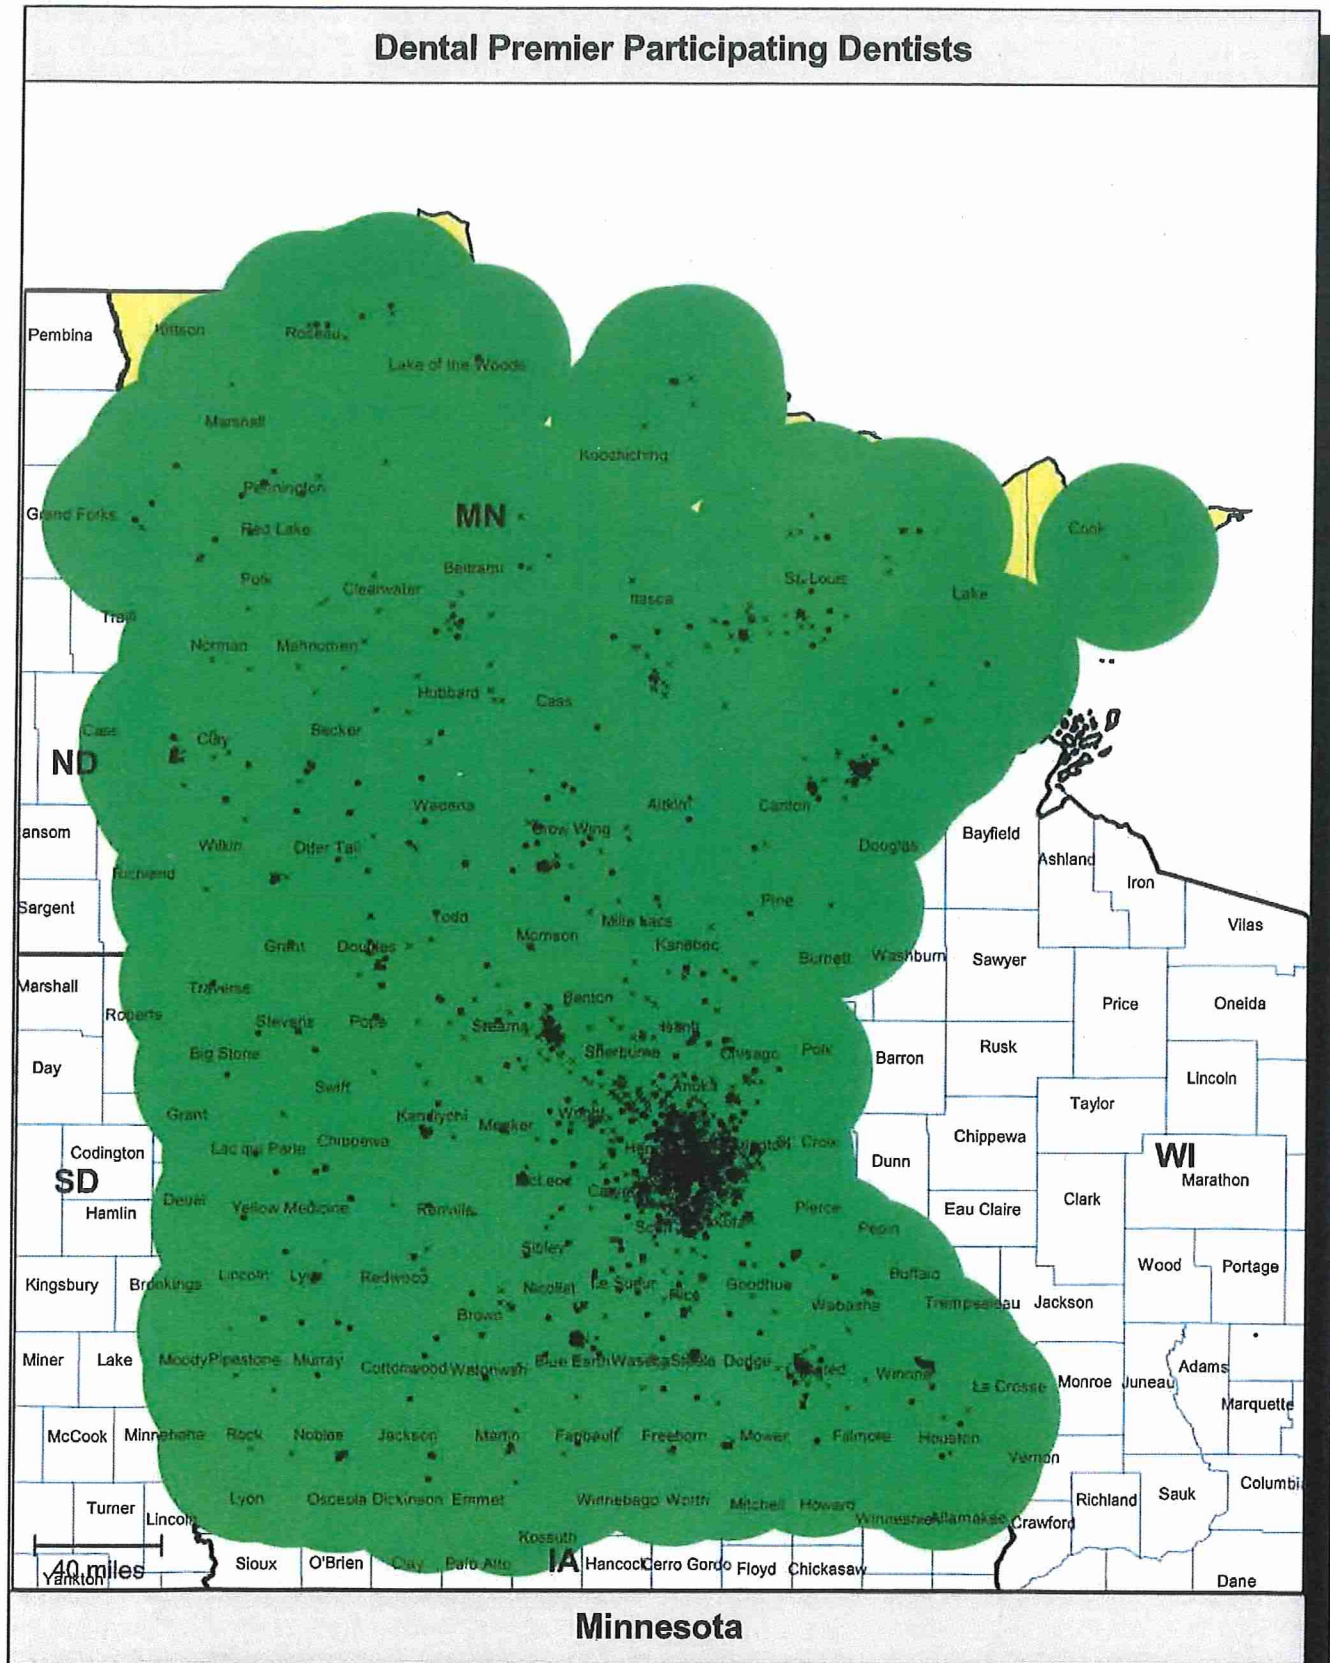 Dental Premier Participating Dentists
Pembina
Kittson
Roseau
Lake of the Woods
Marshall
Koochiching
Pennington
Grand Forks
MN
Red Lake
Cook
Polk
Clearwater
Beltrami
Itasca
St. Louis
Lake
Traill
Norman
Mahnomen
Hubbard
Cass
Cass
Clay
Becker
ND
Wadena
Aitkin
Carlton
ansom
Wilkin
Otter Tail
Crow Wing
Douglas
Bayfield
Ashland
Iron
Richland
Sargent
Todd
Morrison
Mille Lacs
Pine
Vilas
Grant
Douglas
Kanabec
Burnett
Washburn
Sawyer
Marshall
Traverse
Benton
Price
Oneida
Roberts
Stevens
Pope
Stearns
Isanti
Big Stone
Sherburne
Chisago
Polk
Barron
Rusk
Day
Swift
Anoka
Lincoln
Grant
Kandiyohi
Meeker
Wright
Taylor
Codington
Lac qui Parle
Chippewa
Croix
Dunn
Chippewa
WI
Marathon
SD
McLeod
Deuel
Yellow Medicine
Renville
Pierce
Eau Claire
Clark
Hamlin
Sibley
Pepin
Kingsbury
Brookings
Lincoln
Lyon
Redwood
Nicollet
Le Sueur
Rice
Goodhue
Buffalo
Wood
Portage
Brown
Wabasha
Trempealeau
Jackson
Miner
Lake
Moody
Pipestone
Murray
Cottonwood
Watonwan
Blue Earth
Waseca
Steele
Dodge
Winona
La Crosse
Monroe
Juneau
Adams
Marquette
McCook
Minnehaha
Rock
Nobles
Jackson
Martin
Faribault
Freeborn
Mower
Fillmore
Houston
Vernon
Columbi
Turner
Lincoln
Lyon
Osceola
Dickinson
Emmet
Winnebago
Worth
Mitchell
Howard
Winneshiek
Allamakee
Crawford
Richland
Sauk
Kossuth
40 miles
Yankton
Sioux
O'Brien
Clay
Palo Alto
IA
Hancock
Cerro Gordo
Floyd
Chickasaw
Dane
Minnesota